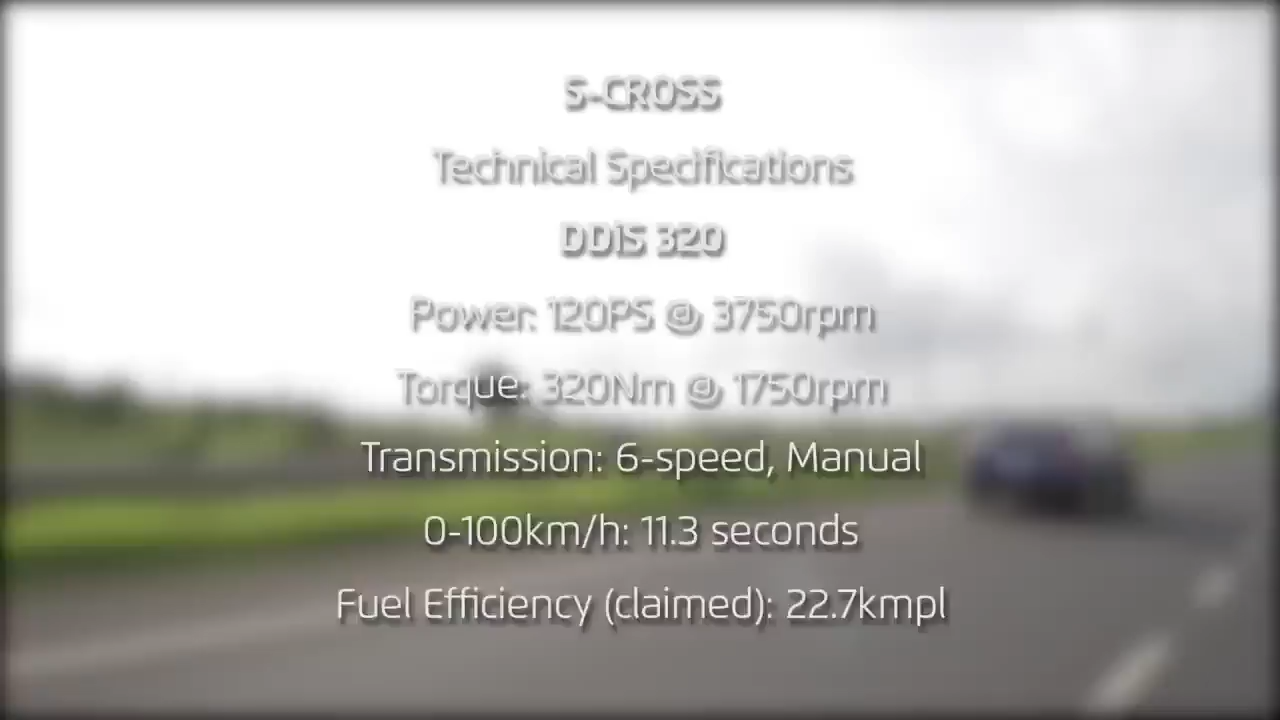 S-CROSS
Technical Specifications
DDiS 320
Power: 120PS @ 3750rpm
Torque: 320Nm @ 1750rpm
Transmission: 6-speed, Manual
0-100km/h: 11.3 seconds
Fuel Efficiency (claimed): 22.7kmpl